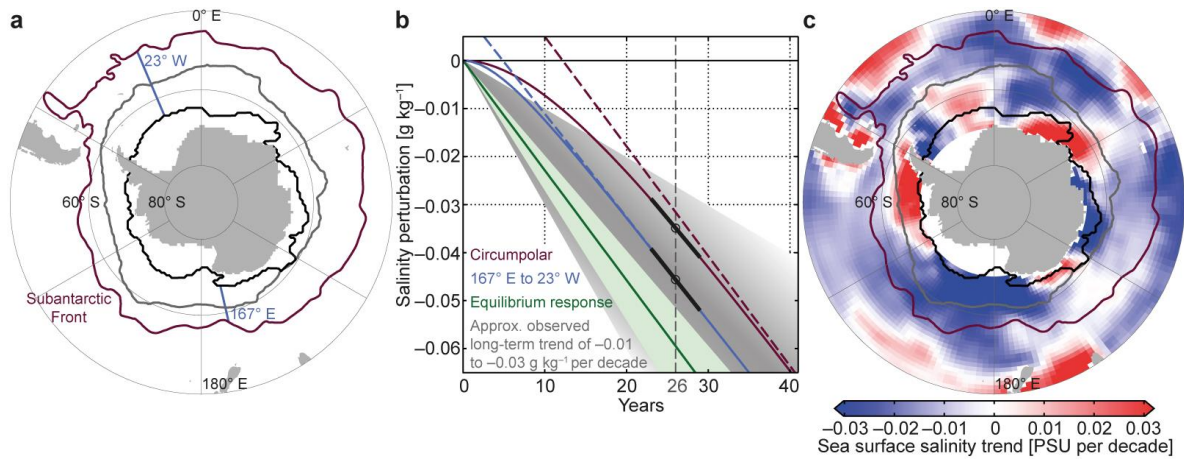 a
0° E
23° W
60° S
80° S
Subantarctic
Front
167° E
180° E
b
Salinity perturbation [g kg⁻¹]
0
−0.01
−0.02
−0.03
−0.04
−0.05
−0.06
Circumpolar
167° E to 23° W
Equilibrium response
Approx. observed
long-term trend of −0.01
to −0.03 g kg⁻¹ per decade
0 10 20 26 30 40
Years
c
0° E
60° S
80° S
180° E
−0.03 −0.02 −0.01 0 0.01 0.02 0.03
Sea surface salinity trend [PSU per decade]